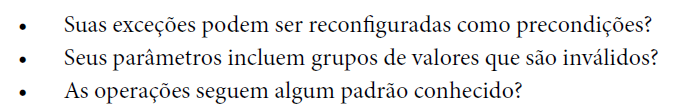 • Suas exceções podem ser reconfiguradas como precondições?
• Seus parâmetros incluem grupos de valores que são inválidos?
• As operações seguem algum padrão conhecido?